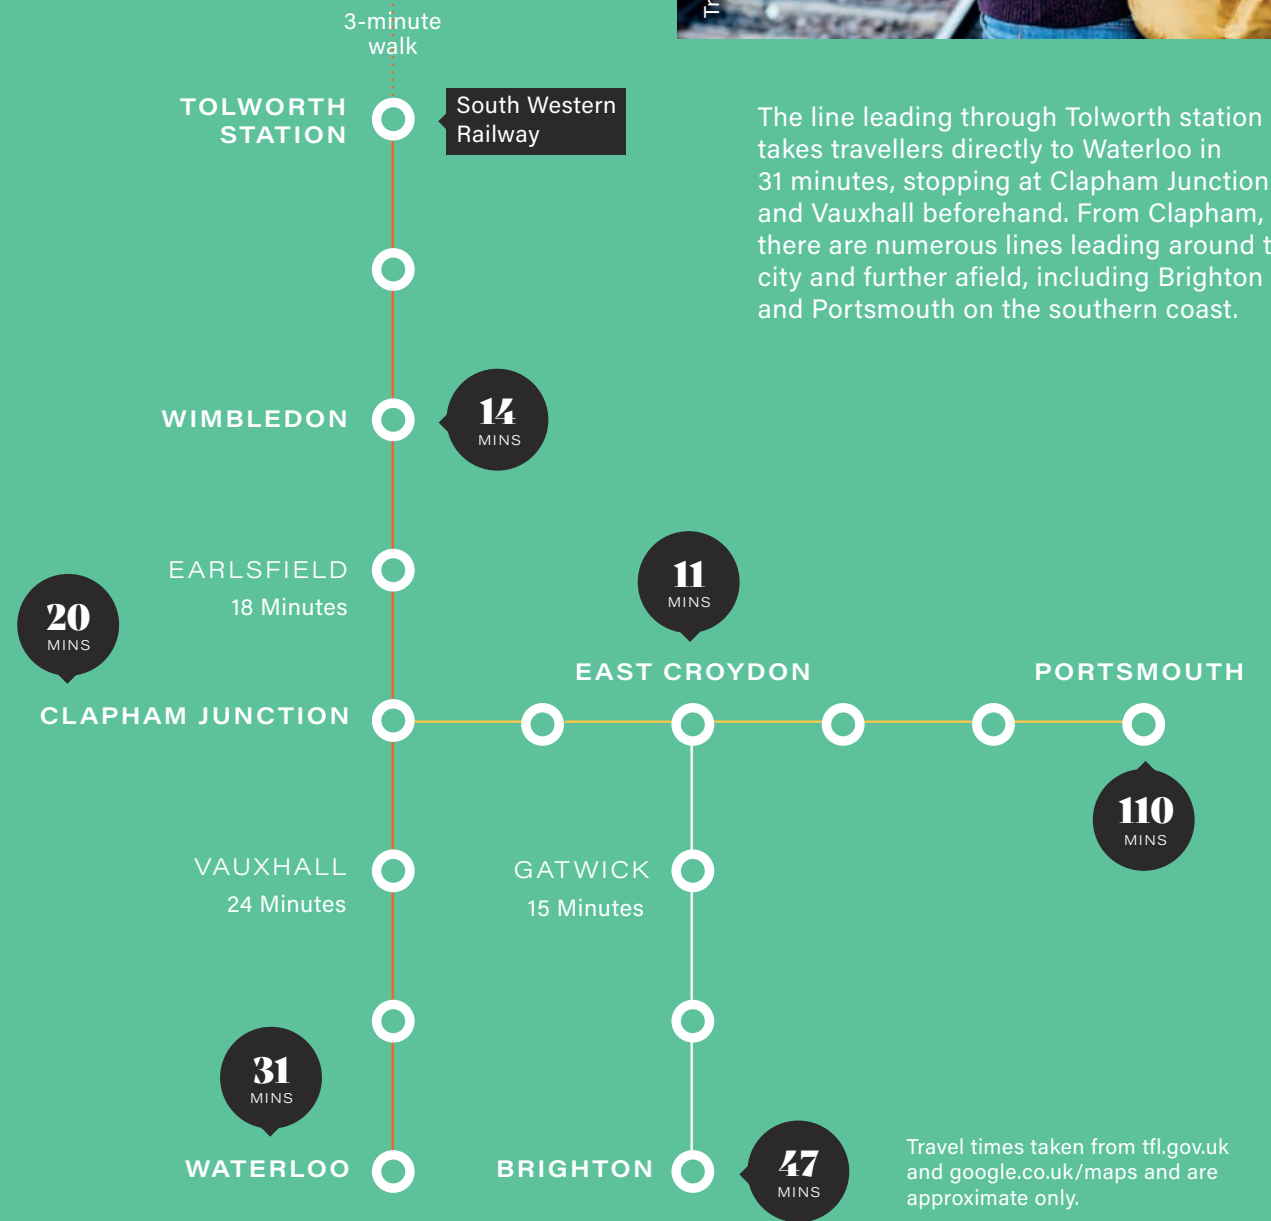 3-minute
walk
TOLWORTH
STATION
South Western
Railway
The line leading through Tolworth station
takes travellers directly to Waterloo in
31 minutes, stopping at Clapham Junction
and Vauxhall beforehand. From Clapham,
there are numerous lines leading around
city and further afield, including Brighton
and Portsmouth on the southern coast.
WIMBLEDON
14
MINS
EARLSFIELD
18 Minutes
20
MINS
CLAPHAM JUNCTION
11
MINS
EAST CROYDON
PORTSMOUTH
110
MINS
VAUXHALL
24 Minutes
GATWICK
15 Minutes
31
MINS
WATERLOO
BRIGHTON
47
MINS
Travel times taken from tfl.gov.uk
and google.co.uk/maps and are
approximate only.